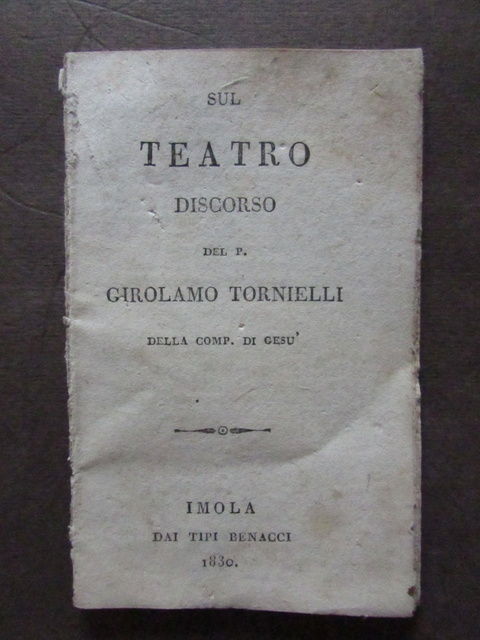 SUL
TEATRO
DISCORSO
DEL P.
GIROLAMO TORNIELLI
DELLA COMP. DI GESU'
IMOLA
DAI TIPI BENACCI
1830.